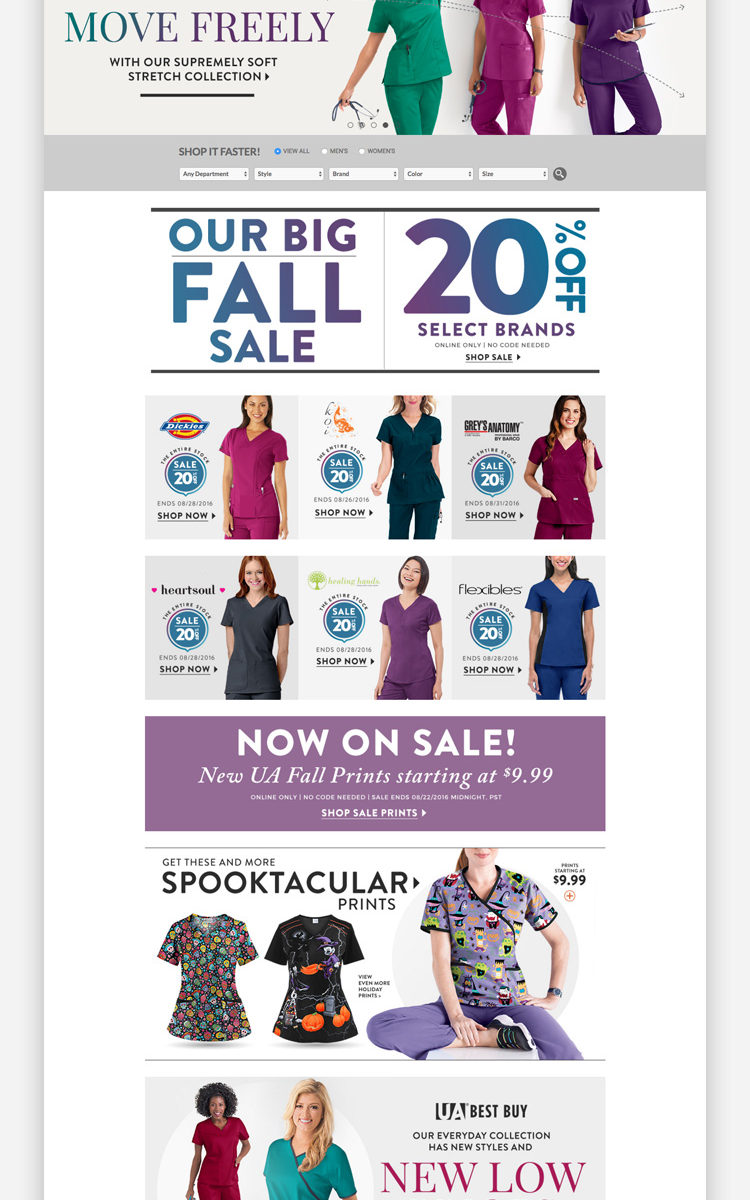 MOVE FREELY
WITH OUR SUPREMELY SOFT
STRETCH COLLECTION
SHOP IT FASTER!
VIEW ALL
MEN'S
WOMEN'S
Any Department
Style
Brand
Color
Size
OUR BIG
FALL
SALE
20% OFF
SELECT BRANDS
ONLINE ONLY | NO CODE NEEDED
SHOP SALE
Dickies
THE ENTIRE STOCK
SALE
20% OFF
ENDS 08/28/2016
SHOP NOW
koi
THE ENTIRE STOCK
SALE
20% OFF
ENDS 08/26/2016
SHOP NOW
GREY'S ANATOMY
BY BARCO
THE ENTIRE STOCK
SALE
20% OFF
ENDS 08/31/2016
SHOP NOW
heartsoul
THE ENTIRE STOCK
SALE
20% OFF
ENDS 08/28/2016
SHOP NOW
healing hands
THE ENTIRE STOCK
SALE
20% OFF
ENDS 08/28/2016
SHOP NOW
flexibles
THE ENTIRE STOCK
SALE
20% OFF
ENDS 08/28/2016
SHOP NOW
NOW ON SALE!
New UA Fall Prints starting at $9.99
ONLINE ONLY | NO CODE NEEDED | SALE ENDS 08/22/2016 MIDNIGHT, PST
SHOP SALE PRINTS
GET THESE AND MORE
SPOOKTACULAR
PRINTS
PRINTS
STARTING AT
$9.99
VIEW
EVEN MORE
HOLIDAY
PRINTS >
UA BEST BUY
OUR EVERYDAY COLLECTION
HAS NEW STYLES AND
NEW LOW